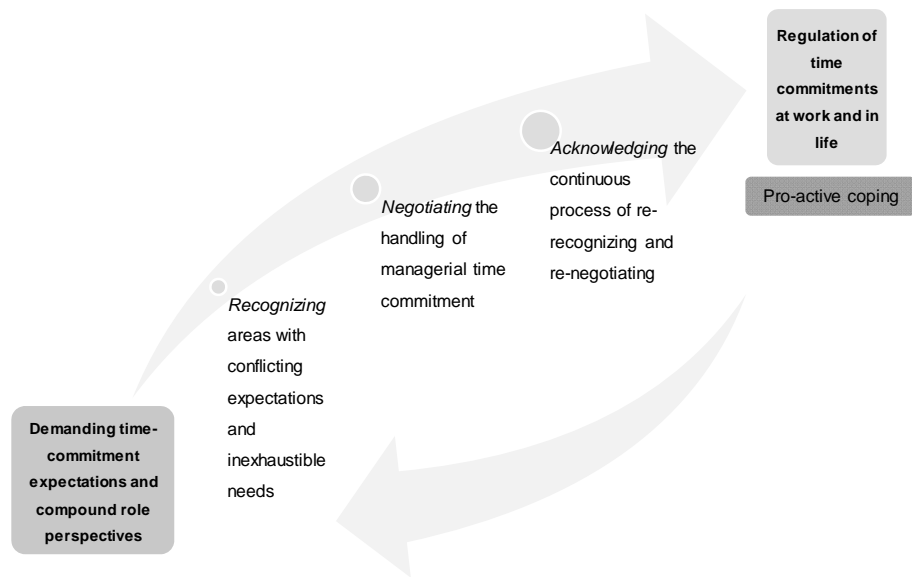 Demanding time-
commitment
expectations and
compound role
perspectives
Recognizing
areas with
conflicting
expectations
and
inexhaustible
needs
Negotiating the
handling of
managerial time
commitment
Acknowledging the
continuous
process of re-
recognizing and
re-negotiating
Regulation of
time
commitments
at work and in
life
Pro-active coping